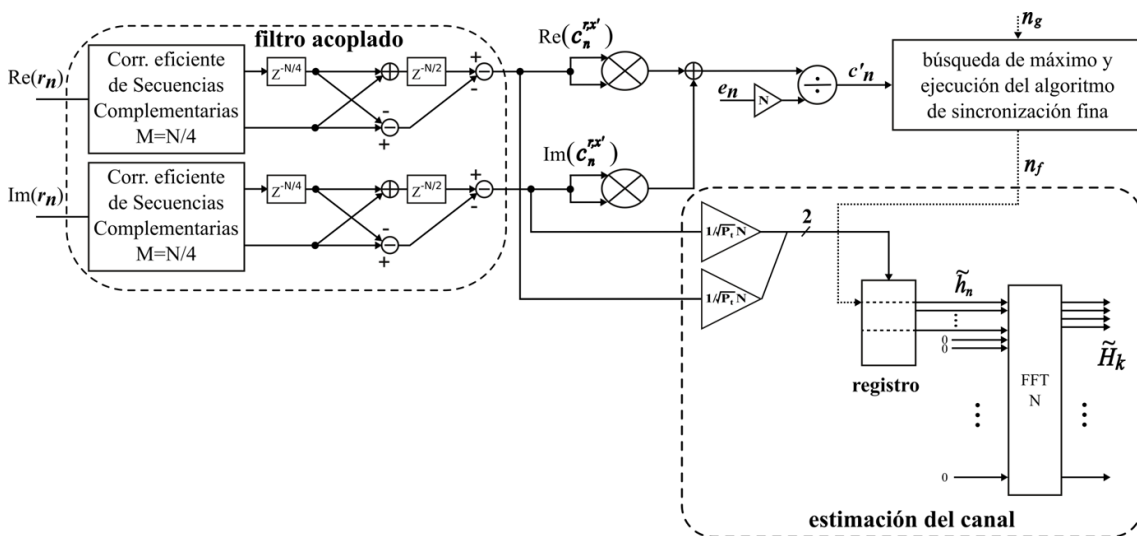 filtro acoplado
Re(r_n)
Corr. eficiente
de Secuencias
Complementarias
M=N/4
Z^-N/4
Z^-N/2
-
+
+
-
Im(r_n)
Corr. eficiente
de Secuencias
Complementarias
M=N/4
Z^-N/4
Z^-N/2
-
+
+
-
Re(c_n^r,x')
Im(c_n^r,x')
e_n
N
÷
c'_n
n_g
búsqueda de máximo y
ejecución del algoritmo
de sincronización fina
n_f
1/√P_t N
1/√P_t N
2
registro
h̃_n
0
0
0
FFT
N
H̃_k
estimación del canal